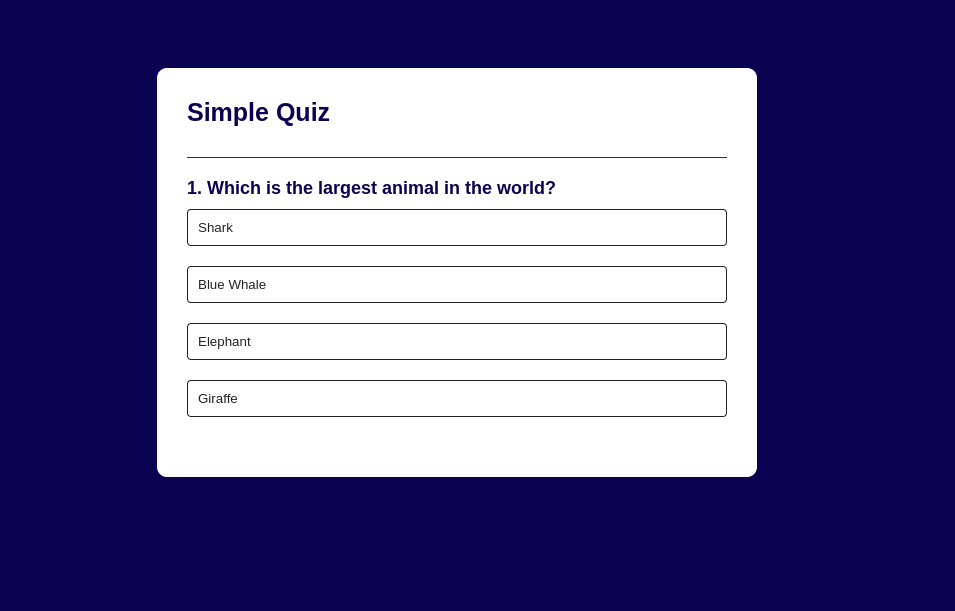 Simple Quiz
1. Which is the largest animal in the world?
Shark
Blue Whale
Elephant
Giraffe